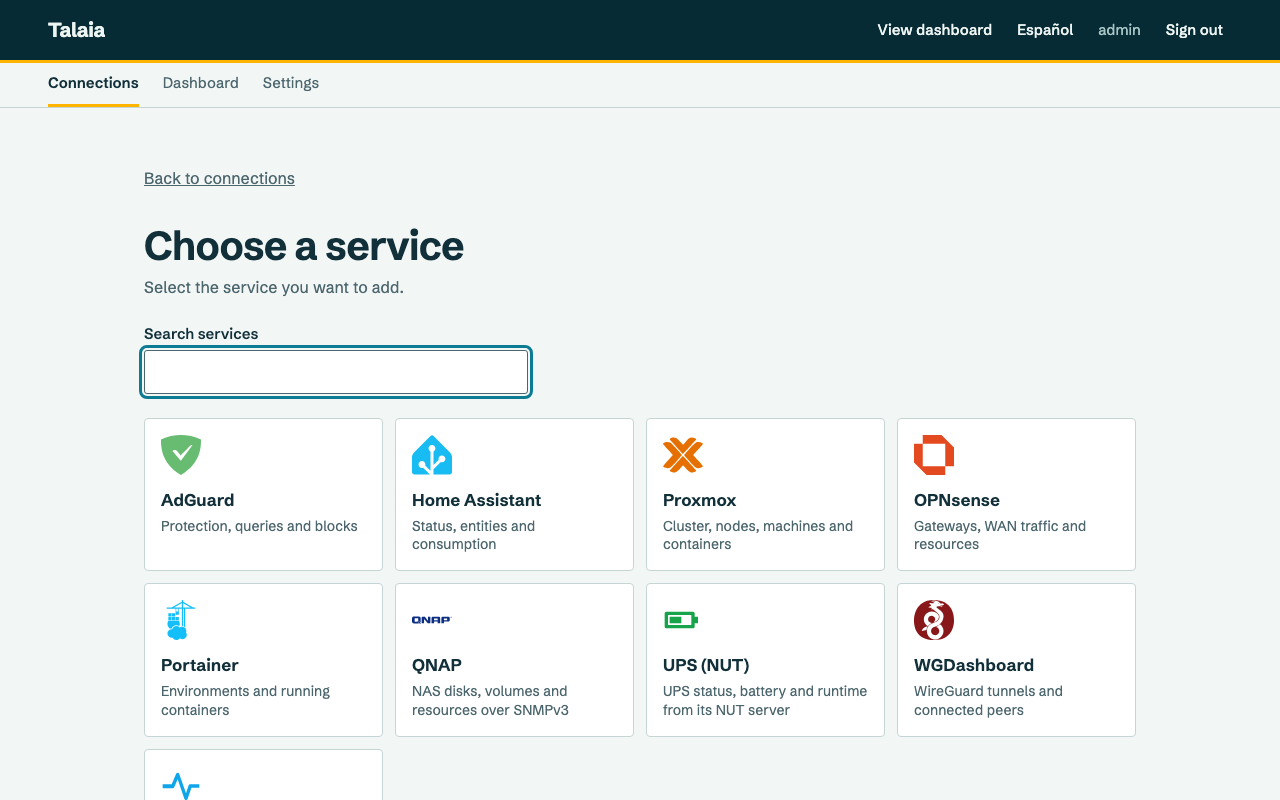 Talaia
View dashboard
Español
admin
Sign out
Connections
Dashboard
Settings
Back to connections
Choose a service
Select the service you want to add.
Search services
AdGuard
Protection, queries and blocks
Home Assistant
Status, entities and
consumption
Proxmox
Cluster, nodes, machines and
containers
OPNsense
Gateways, WAN traffic and
resources
Portainer
Environments and running
containers
QNAP
QNAP
NAS disks, volumes and
resources over SNMPv3
UPS (NUT)
UPS status, battery and runtime
from its NUT server
WGDashboard
WireGuard tunnels and
connected peers